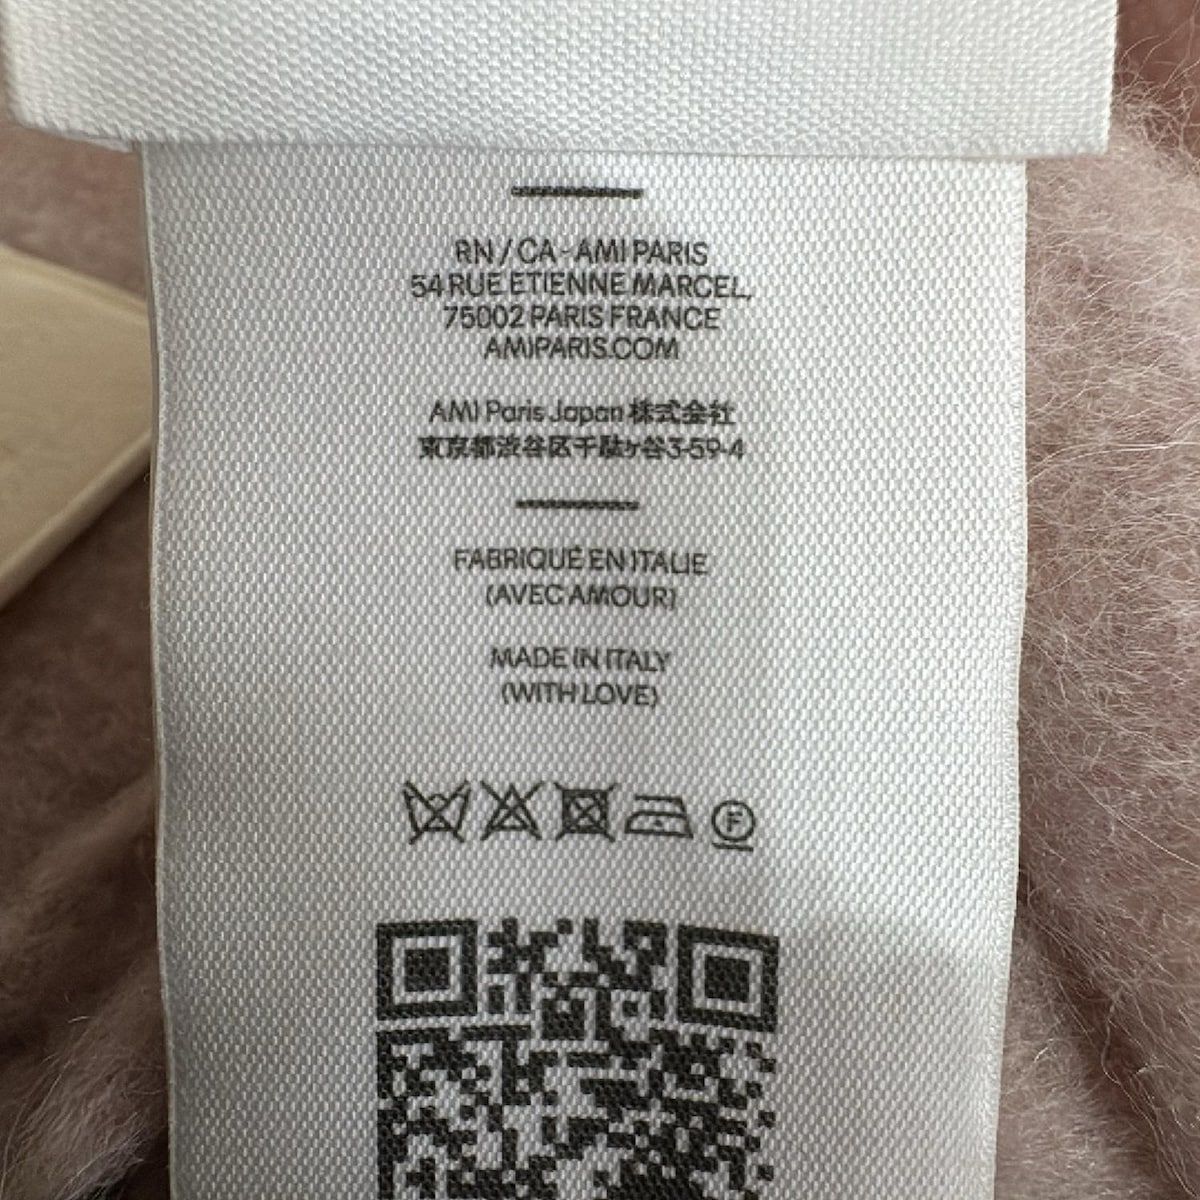 RN / CA - AMI PARIS
54 RUE ETIENNE MARCEL,
75002 PARIS FRANCE
AMIPARIS.COM
AMI Paris Japan 株式会社
東京都渋谷区千駄ヶ谷3-59-4
FABRIQUÉ EN ITALIE
(AVEC AMOUR)
MADE IN ITALY
(WITH LOVE)
F